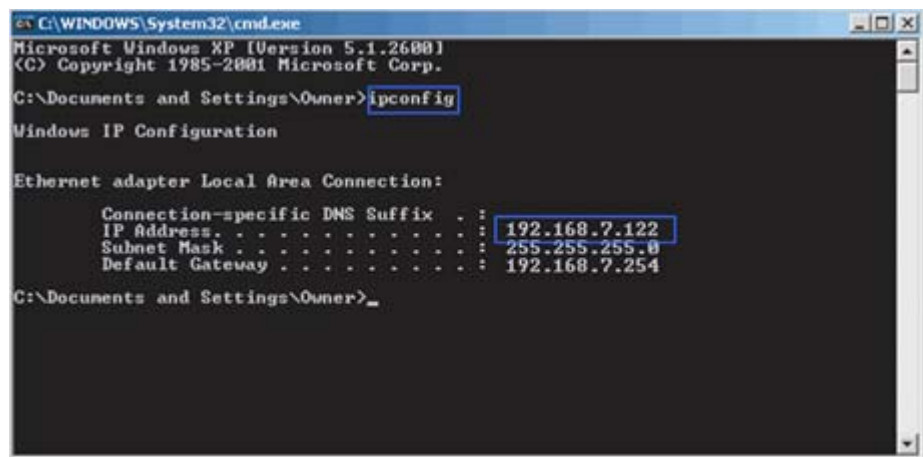 C:\WINDOWS\System32\cmd.exe
Microsoft Windows XP [Version 5.1.2600]
(C) Copyright 1985-2001 Microsoft Corp.
C:\Documents and Settings\Owner>ipconfig
Windows IP Configuration
Ethernet adapter Local Area Connection:
Connection-specific DNS Suffix . :
IP Address. . . . . . . . . . . . : 192.168.7.122
Subnet Mask . . . . . . . . . . . : 255.255.255.0
Default Gateway . . . . . . . . . : 192.168.7.254
C:\Documents and Settings\Owner>_